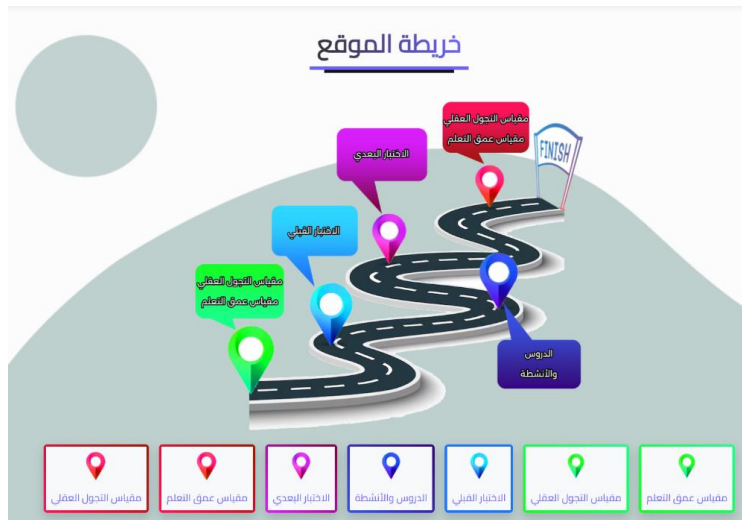 خريطة الموقع
مقياس التجول العقلي
مقياس عمق التعلم
FINISH
الاختبار البعدي
الاختبار القبلي
مقياس التجول العقلي
مقياس عمق التعلم
الدروس
والأنشطة
مقياس عمق التعلم
مقياس التجول العقلي
الاختبار القبلي
الدروس والأنشطة
الاختبار البعدي
مقياس عمق التعلم
مقياس التجول العقلي